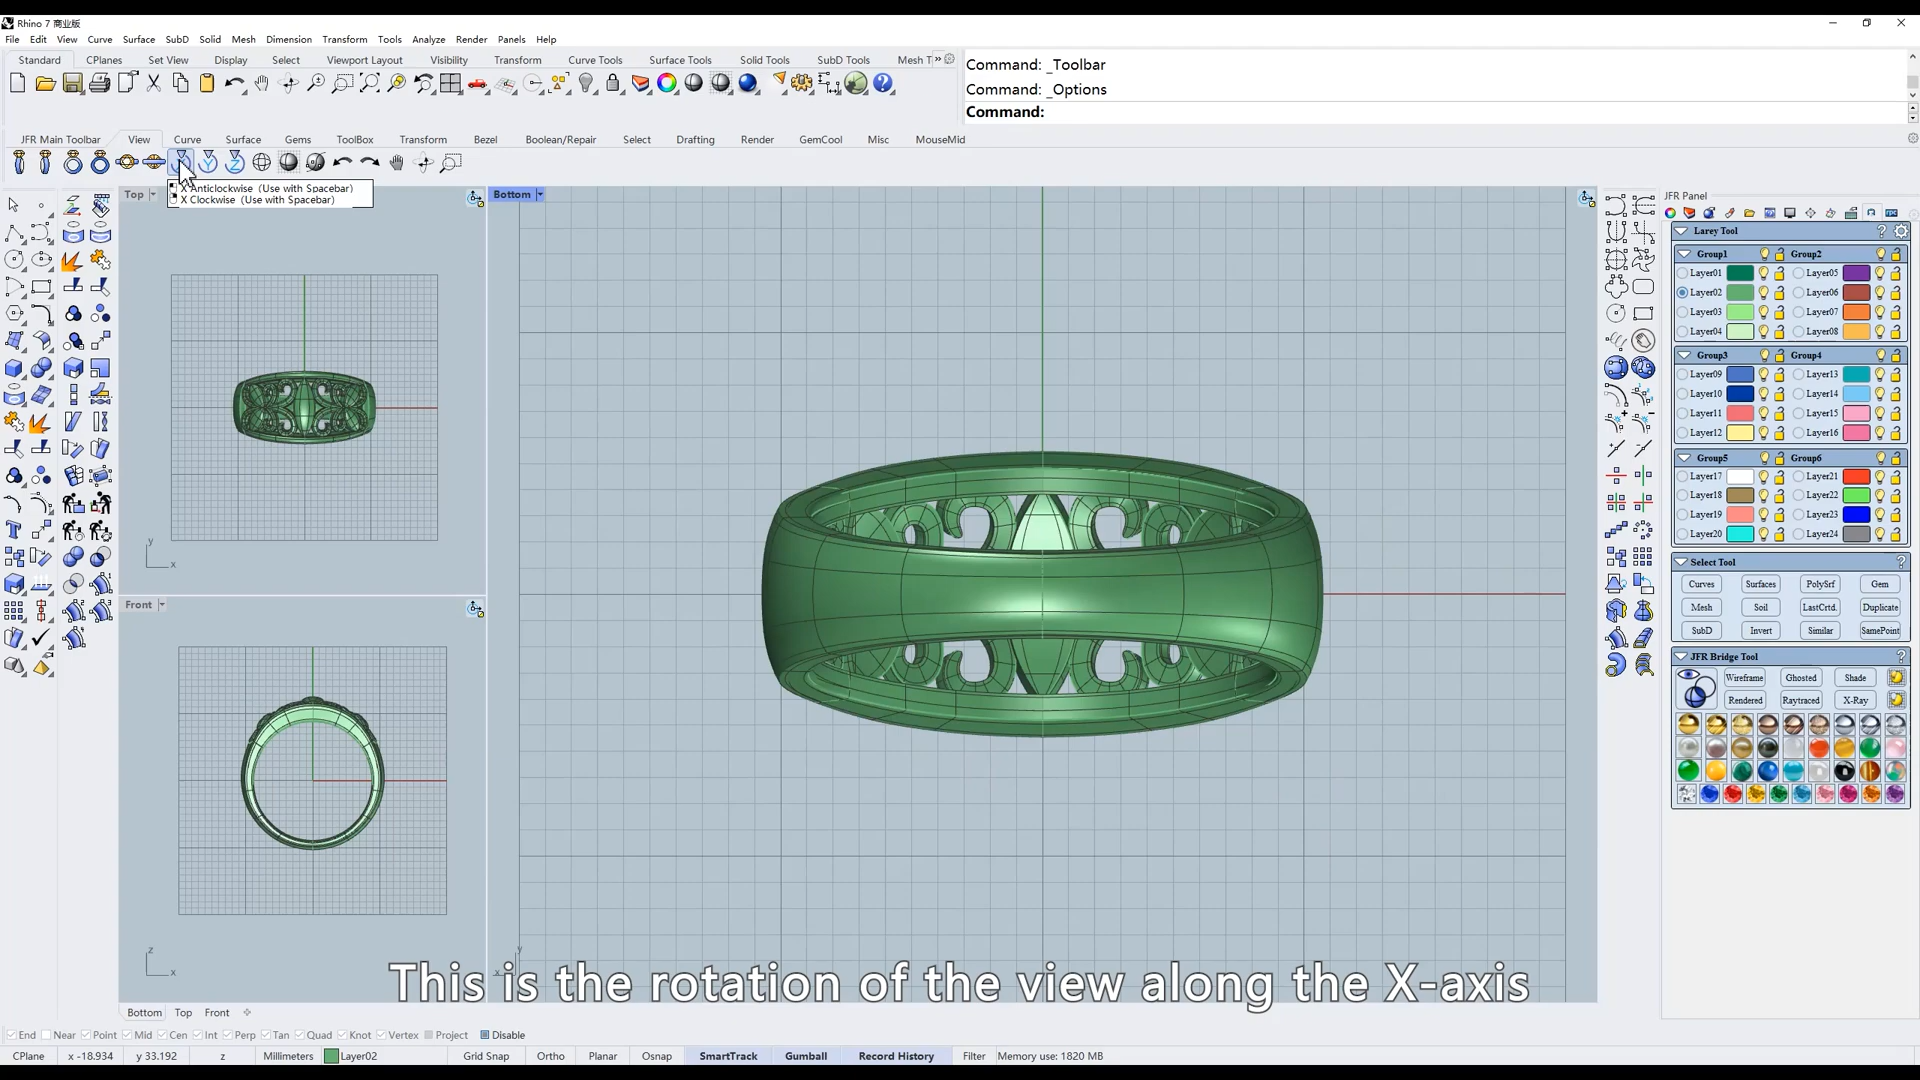 Rhino 7 商业版
File Edit View Curve Surface SubD Solid Mesh Dimension Transform Tools Analyze Render Panels Help
Standard CPlanes Set View Display Select Viewport Layout Visibility Transform Curve Tools Surface Tools Solid Tools SubD Tools Mesh T
Command: _Toolbar
Command: _Options
Command:
JFR Main Toolbar View Curve Surface Gems ToolBox Transform Bezel Boolean/Repair Select Drafting Render GemCool Misc MouseMid
X Anticlockwise (Use with Spacebar)
X Clockwise (Use with Spacebar)
Top
Bottom
Front
y
x
z
x
y
x
JFR Panel
Larey Tool ?
Group1 Group2
Layer01 Layer05
Layer02 Layer06
Layer03 Layer07
Layer04 Layer08
Group3 Group4
Layer09 Layer13
Layer10 Layer14
Layer11 Layer15
Layer12 Layer16
Group5 Group6
Layer17 Layer21
Layer18 Layer22
Layer19 Layer23
Layer20 Layer24
Select Tool ?
Curves Surfaces PolySrf Gem
Mesh Soil LastCrtd. Duplicate
SubD Invert Similar SamePoint
JFR Bridge Tool ?
Wireframe Ghosted Shade
Rendered Raytraced X-Ray
This is the rotation of the view along the X-axis
Bottom Top Front
End Near Point Mid Cen Int Perp Tan Quad Knot Vertex Project Disable
CPlane x -18.934 y 33.192 z Millimeters Layer02 Grid Snap Ortho Planar Osnap SmartTrack Gumball Record History Filter Memory use: 1820 MB